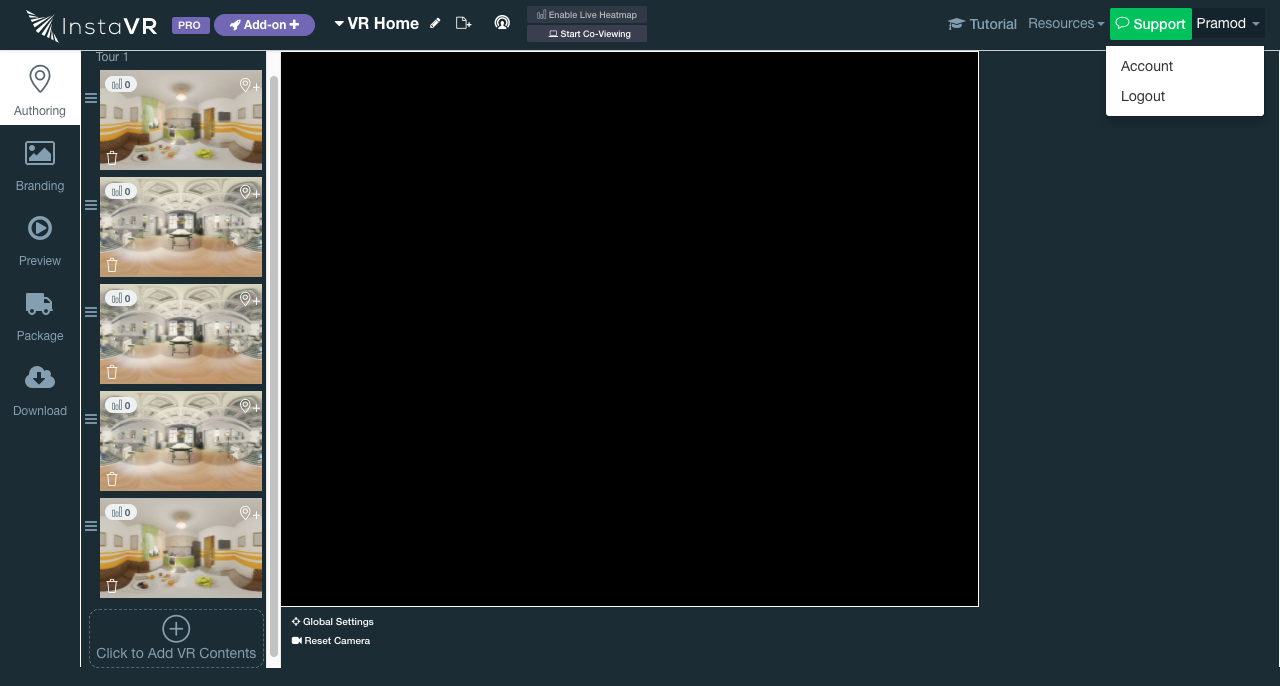 InstaVR PRO Add-on VR Home Enable Live Heatmap Tutorial Resources Support Pramod
Start Co-Viewing
Account
Logout
Authoring
Branding
Preview
Package
Download
Tour 1
0
0
0
0
0
Click to Add VR Contents
Global Settings
Reset Camera